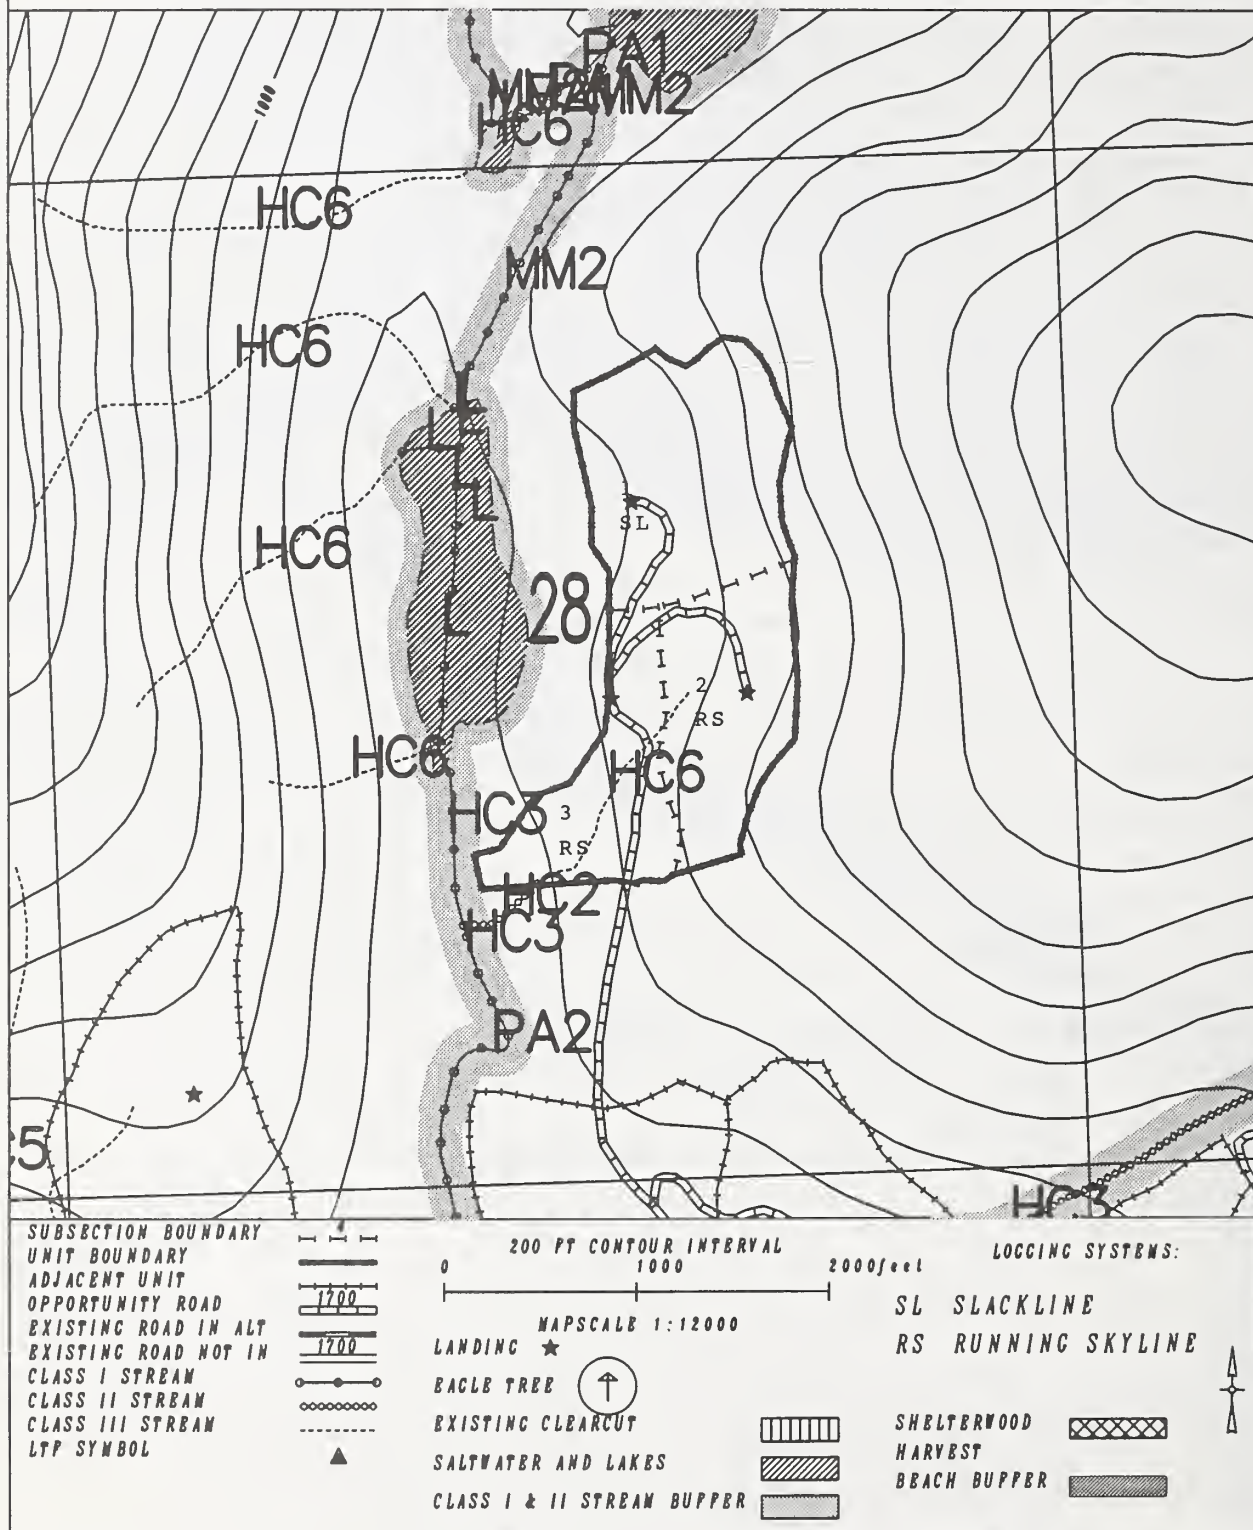 PA1
PA1
MM2
MM2
HC6
1000
HC6
MM2
HC6
L
L
L
L
HC6
SL
28
L
2
RS
HC6
HC6
HC3
3
RS
HC2
HC3
PA2
C5
HC3
SUBSECTION BOUNDARY
UNIT BOUNDARY
ADJACENT UNIT
OPPORTUNITY ROAD 1700
EXISTING ROAD IN ALT
EXISTING ROAD NOT IN 1700
CLASS I STREAM
CLASS II STREAM
CLASS III STREAM
LTF SYMBOL
200 FT CONTOUR INTERVAL
0 1000 2000feet
MAPSCALE 1:12000
LANDING
EAGLE TREE
EXISTING CLEARCUT
SALTWATER AND LAKES
CLASS I & II STREAM BUFFER
LOGGING SYSTEMS:
SL SLACKLINE
RS RUNNING SKYLINE
SHELTERWOOD
HARVEST
BEACH BUFFER